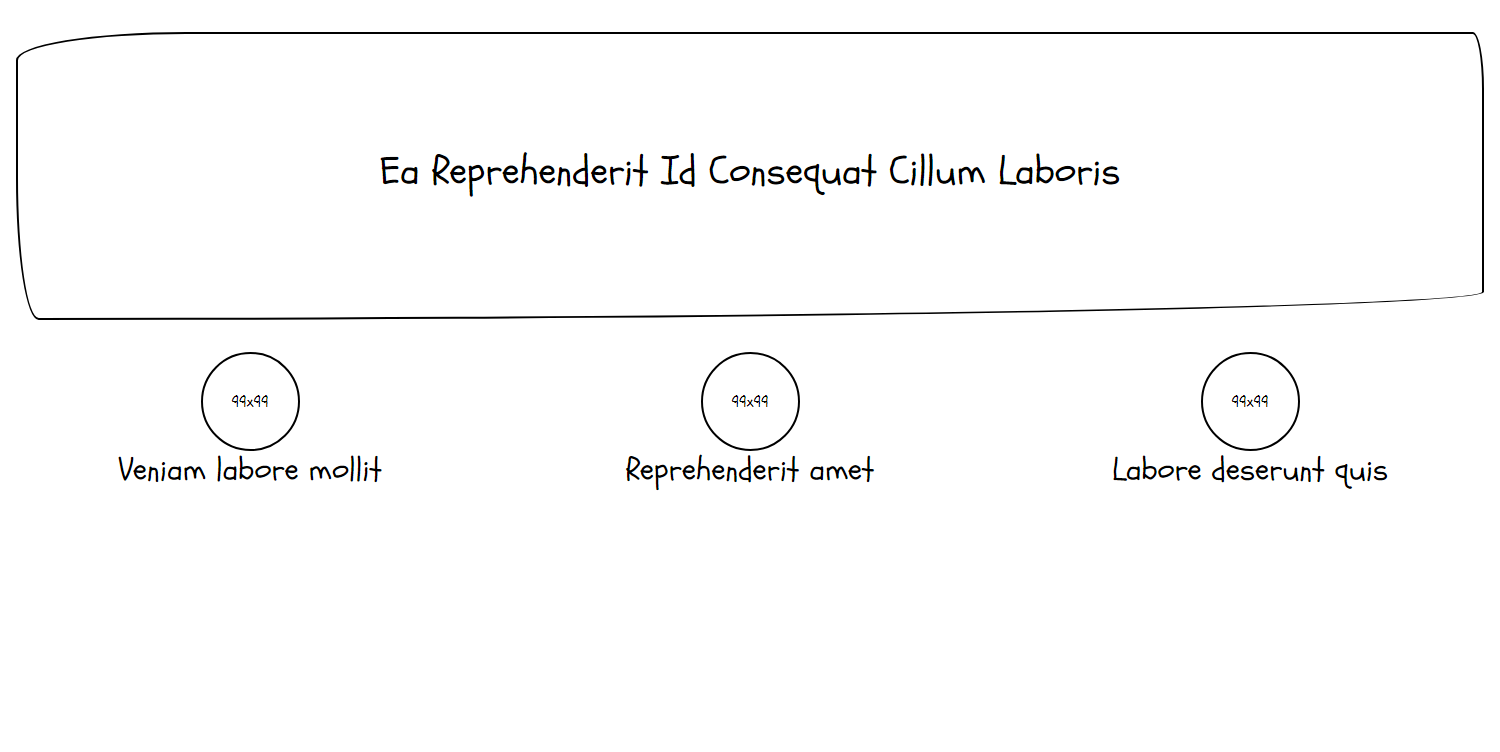 Ea Reprehenderit Id Consequat Cillum Laboris
99x99
99x99
99x99
Veniam labore mollit
Reprehenderit amet
Labore deserunt quis